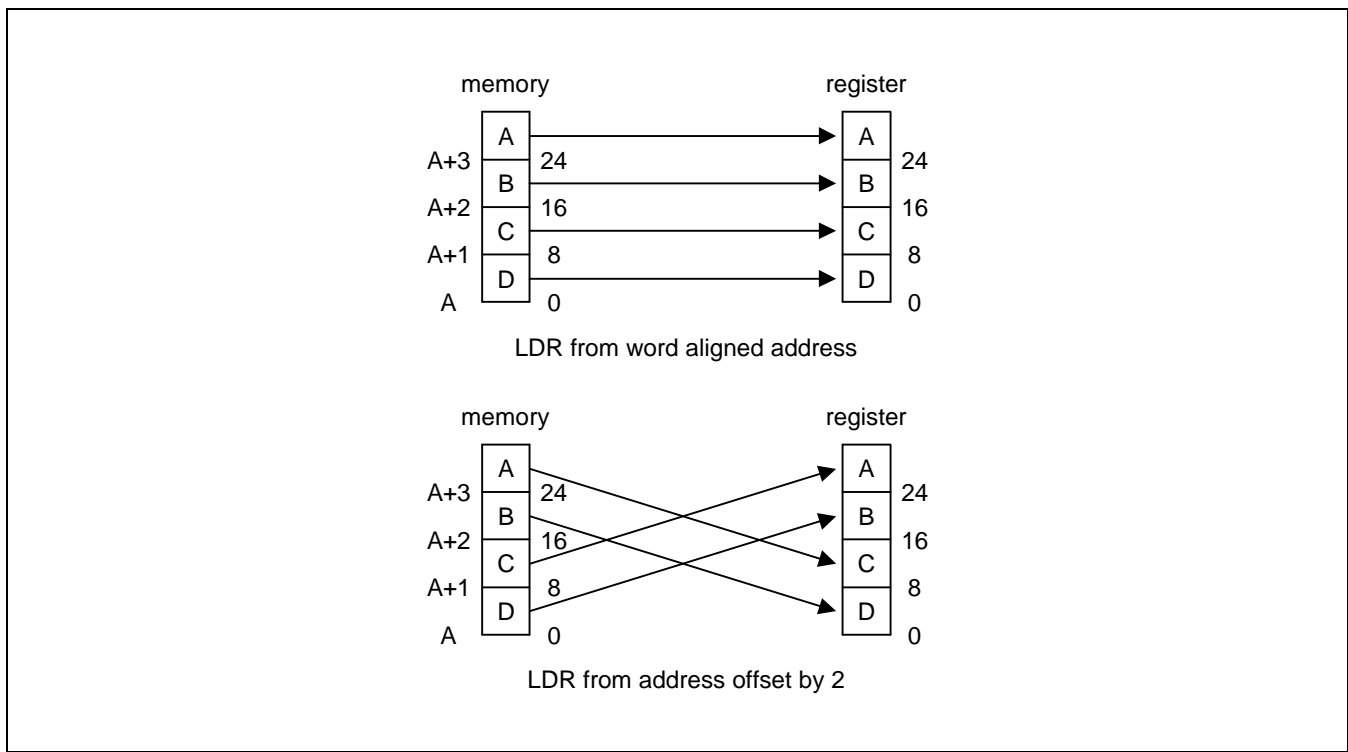 memory register
A A
A+3 24 24
B B
A+2 16 16
C C
A+1 8 8
D D
A 0 0
LDR from word aligned address
memory register
A A
A+3 24 24
B B
A+2 16 16
C C
A+1 8 8
D D
A 0 0
LDR from address offset by 2